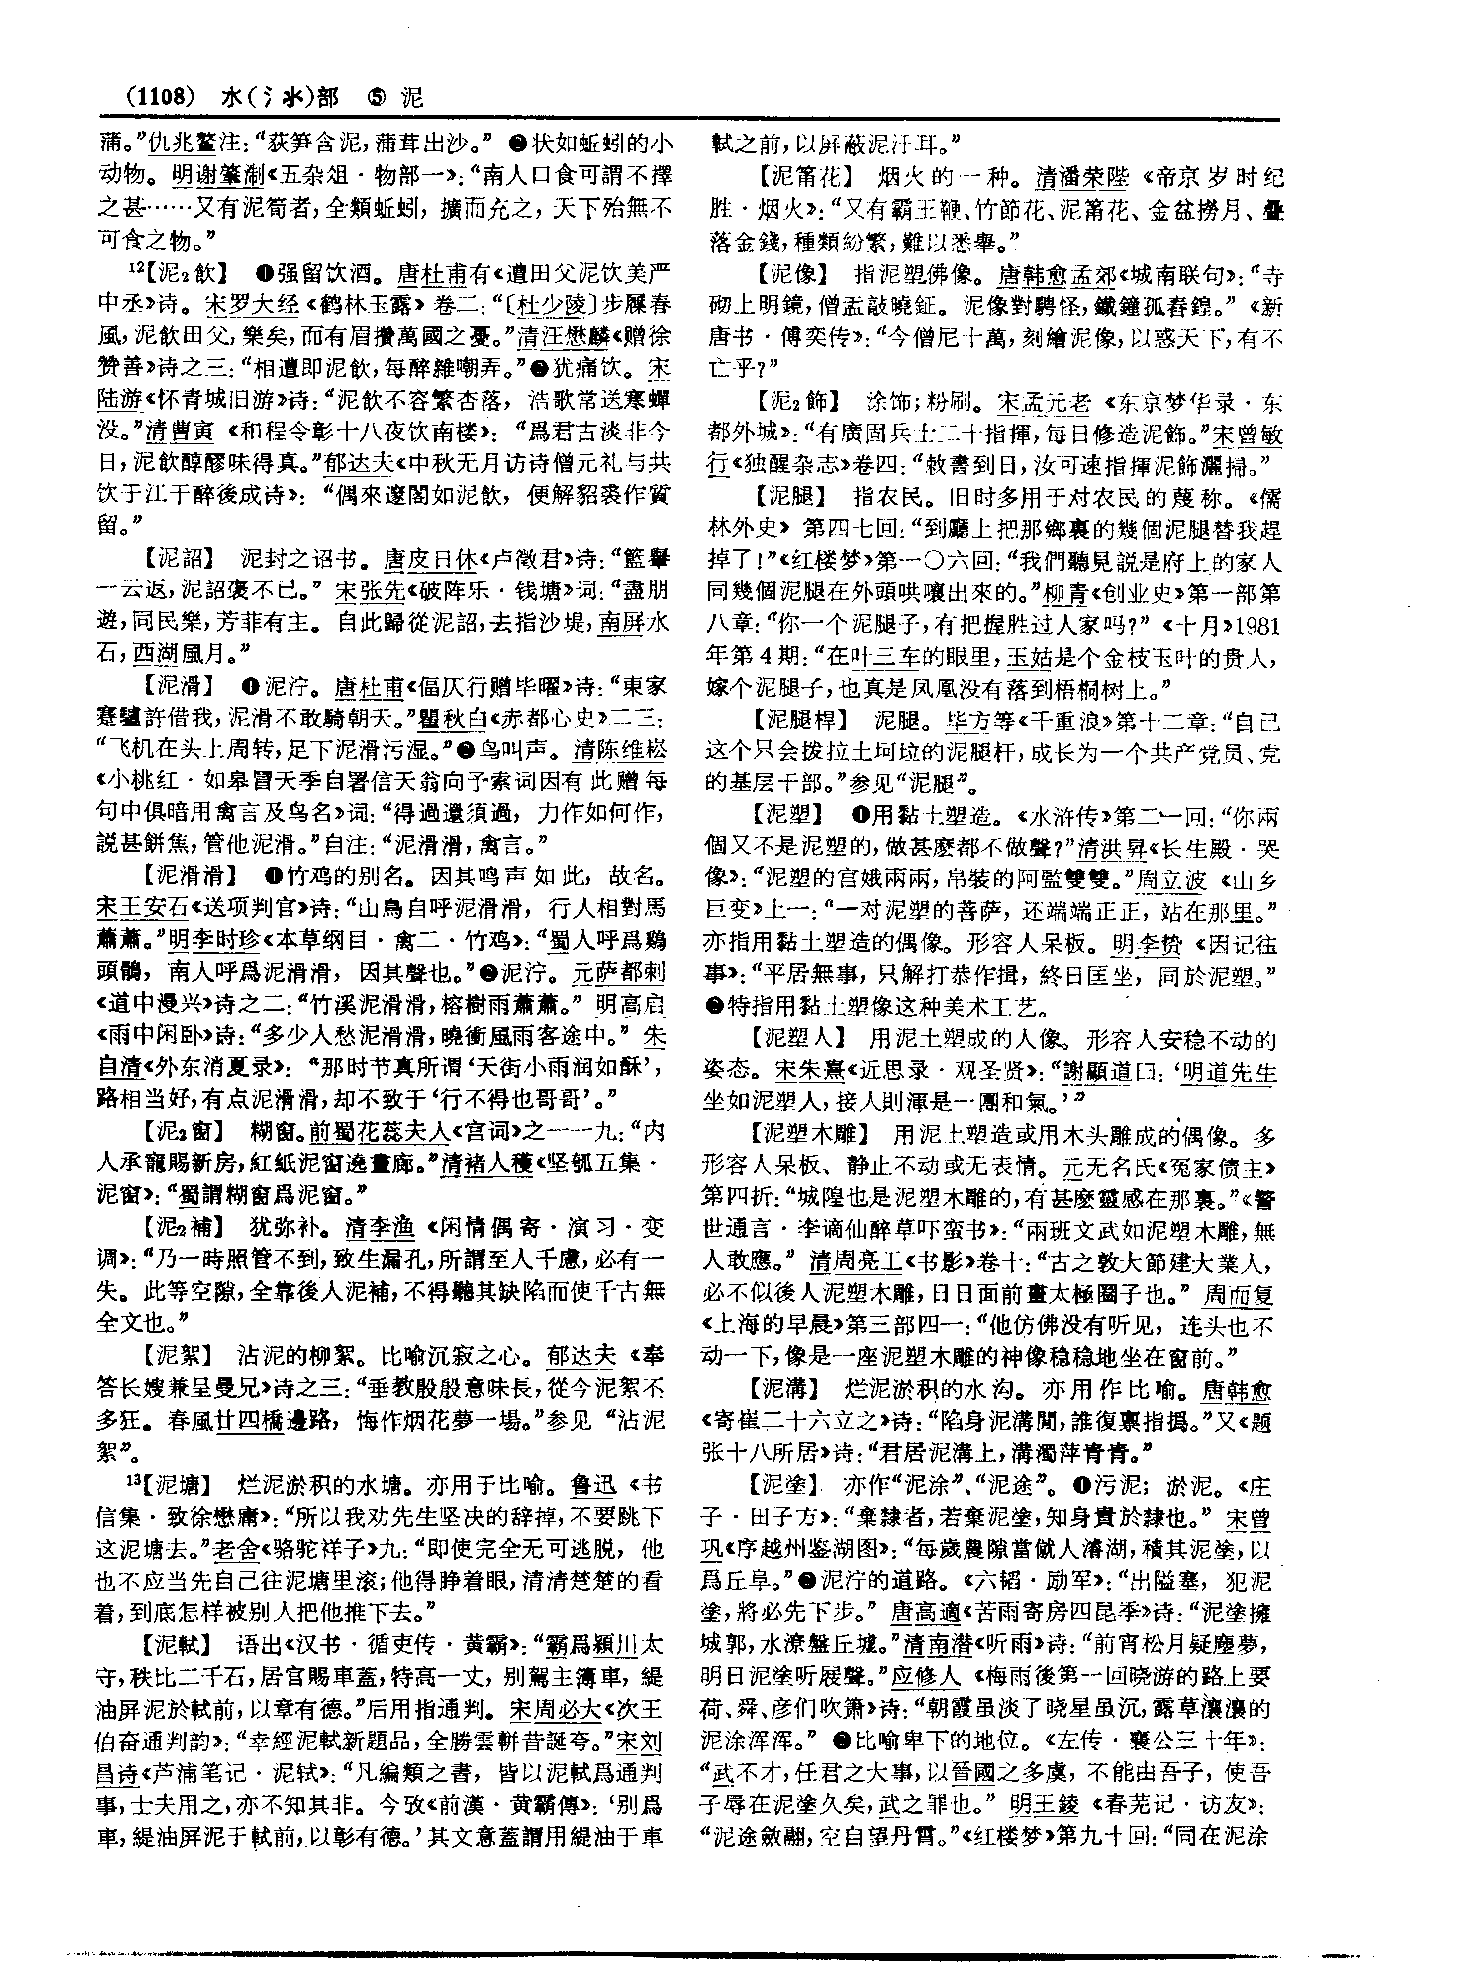 (1108) 水(氵氺)部 ⑤ 泥
蒲。”仇兆鳌注：“荻笋含泥，蒲茸出沙。” ❷状如蚯蚓的小
动物。明谢肇淛《五杂俎·物部一》：“南人口食可謂不擇
之甚……又有泥筍者，全類蚯蚓，擴而充之，天下殆無不
可食之物。”
12【泥₂飲】 ❶强留饮酒。唐杜甫有《遭田父泥饮美严
中丞》诗。宋罗大经《鹤林玉露》卷二：“〔杜少陵〕步屧春
風，泥飲田父，樂矣，而有眉攢萬國之憂。”清汪懋麟《赠徐
赞善》诗之三：“相遭即泥飲，每醉雜嘲弄。”❷犹痛饮。宋
陆游《怀青城旧游》诗：“泥飲不容繁杏落，浩歌常送寒蟬
没。”清曹寅《和程令彰十八夜饮南楼》：“爲君古淡非今
日，泥飲醇醪味得真。”郁达夫《中秋无月访诗僧元礼与共
饮于江干醉後成诗》：“偶來邃閣如泥飲，便解貂裘作質
留。”
【泥詔】 泥封之诏书。唐皮日休《卢徵君》诗：“籃轝
一云返，泥詔褒不已。”宋张先《破阵乐·钱塘》词：“盡朋
遊，同民樂，芳菲有主。自此歸從泥詔，去指沙堤，南屏水
石，西湖風月。”
【泥滑】 ❶泥泞。唐杜甫《偪仄行赠毕曜》诗：“東家
蹇驢許借我，泥滑不敢騎朝天。”瞿秋白《赤都心史》二三：
“飞机在头上周转，足下泥滑污湿。”❷鸟叫声。清陈维崧
《小桃红·如皋冒天季自署信天翁向予索词因有此赠每
句中俱暗用禽言及鸟名》词：“得過還須過，力作如何作，
説甚餅焦，管他泥滑。”自注：“泥滑滑，禽言。”
【泥滑滑】 ❶竹鸡的别名。因其鸣声如此，故名。
宋王安石《送项判官》诗：“山鳥自呼泥滑滑，行人相對馬
蕭蕭。”明李时珍《本草纲目·禽二·竹鸡》：“蜀人呼爲鷄
頭鶻，南人呼爲泥滑滑，因其聲也。”❷泥泞。元萨都剌
《道中漫兴》诗之二：“竹溪泥滑滑，榕樹雨蕭蕭。”明高启
《雨中闲卧》诗：“多少人愁泥滑滑，曉衝風雨客途中。”朱
自清《外东消夏录》：“那时节真所谓‘天街小雨润如酥’，
路相当好，有点泥滑滑，却不致于‘行不得也哥哥’。”
【泥₂窗】 糊窗。前蜀花蕊夫人《宫词》之一一九：“内
人承寵賜新房，紅紙泥窗遶畫廊。”清褚人穫《坚瓠五集·
泥窗》：“蜀謂糊窗爲泥窗。”
【泥₂補】 犹弥补。清李渔《闲情偶寄·演习·变
调》：“乃一時照管不到，致生漏孔，所謂至人千慮，必有一
失。此等空隙，全靠後人泥補，不得聽其缺陷而使千古無
全文也。”
【泥絮】 沾泥的柳絮。比喻沉寂之心。郁达夫《奉
答长嫂兼呈曼兄》诗之三：“垂教殷殷意味長，從今泥絮不
多狂。春風廿四橋邊路，悔作烟花夢一場。”参见“沾泥
絮”。
13【泥塘】 烂泥淤积的水塘。亦用于比喻。鲁迅《书
信集·致徐懋庸》：“所以我劝先生坚决的辞掉，不要跳下
这泥塘去。”老舍《骆驼祥子》九：“即使完全无可逃脱，他
也不应当先自己往泥塘里滚；他得睁着眼，清清楚楚的看
着，到底怎样被别人把他推下去。”
【泥軾】 语出《汉书·循吏传·黄霸》：“霸爲潁川太
守，秩比二千石，居官賜車蓋，特高一丈，别駕主簿車，緹
油屏泥於軾前，以章有德。”后用指通判。宋周必大《次王
伯奋通判韵》：“幸經泥軾新題品，全勝雲軿昔誕夸。”宋刘
昌诗《芦浦笔记·泥轼》：“凡編類之書，皆以泥軾爲通判
事，士夫用之，亦不知其非。今攷《前漢·黄霸傳》：‘别爲
車，緹油屏泥于軾前，以彰有德。’其文意蓋謂用緹油于車
軾之前，以屏蔽泥汙耳。”
【泥筩花】 烟火的一种。清潘荣陛《帝京岁时纪
胜·烟火》：“又有霸王鞭、竹節花、泥筩花、金盆撈月、疊
落金錢，種類紛繁，難以悉舉。”
【泥像】 指泥塑佛像。唐韩愈孟郊《城南联句》：“寺
砌上明鏡，僧盂敲曉鉦。泥像對騁怪，鐵鐘孤舂鍠。”《新
唐书·傅奕传》：“今僧尼十萬，刻繪泥像，以惑天下，有不
亡乎？”
【泥₂飾】 涂饰；粉刷。宋孟元老《东京梦华录·东
都外城》：“有廣固兵士二十指揮，每日修造泥飾。”宋曾敏
行《独醒杂志》卷四：“敕書到日，汝可速指揮泥飾灑掃。”
【泥腿】 指农民。旧时多用于对农民的蔑称。《儒
林外史》第四七回：“到廳上把那鄉裏的幾個泥腿替我趕
掉了！”《红楼梦》第一〇六回：“我們聽見説是府上的家人
同幾個泥腿在外頭哄嚷出來的。”柳青《创业史》第一部第
八章：“你一个泥腿子，有把握胜过人家吗？”《十月》1981
年第4期：“在叶三车的眼里，玉姑是个金枝玉叶的贵人，
嫁个泥腿子，也真是凤凰没有落到梧桐树上。”
【泥腿桿】 泥腿。毕方等《千重浪》第十二章：“自己
这个只会拨拉土坷垃的泥腿杆，成长为一个共产党员、党
的基层干部。”参见“泥腿”。
【泥塑】 ❶用黏土塑造。《水浒传》第二一回：“你兩
個又不是泥塑的，做甚麽都不做聲？”清洪昇《长生殿·哭
像》：“泥塑的宫娥兩兩，帛裝的阿監雙雙。”周立波《山乡
巨变》上一：“一对泥塑的菩萨，还端端正正，站在那里。”
亦指用黏土塑造的偶像。形容人呆板。明李贽《因记往
事》：“平居無事，只解打恭作揖，終日匡坐，同於泥塑。”
❷特指用黏土塑像这种美术工艺。
【泥塑人】 用泥土塑成的人像。形容人安稳不动的
姿态。宋朱熹《近思录·观圣贤》：“謝顯道曰：‘明道先生
坐如泥塑人，接人則渾是一團和氣。’”
【泥塑木雕】 用泥土塑造或用木头雕成的偶像。多
形容人呆板、静止不动或无表情。元无名氏《冤家债主》
第四折：“城隍也是泥塑木雕的，有甚麽靈感在那裏。”《警
世通言·李谪仙醉草吓蛮书》：“兩班文武如泥塑木雕，無
人敢應。”清周亮工《书影》卷十：“古之敦大節建大業人，
必不似後人泥塑木雕，日日面前畫太極圈子也。”周而复
《上海的早晨》第三部四一：“他仿佛没有听见，连头也不
动一下，像是一座泥塑木雕的神像稳稳地坐在窗前。”
【泥溝】 烂泥淤积的水沟。亦用作比喻。唐韩愈
《寄崔二十六立之》诗：“陷身泥溝間，誰復禀指撝。”又《题
张十八所居》诗：“君居泥溝上，溝濁萍青青。”
【泥塗】 亦作“泥涂”、“泥途”。❶污泥；淤泥。《庄
子·田子方》：“棄隸者，若棄泥塗，知身貴於隸也。”宋曾
巩《序越州鉴湖图》：“每歲農隙當僦人濬湖，積其泥塗，以
爲丘阜。”❷泥泞的道路。《六韬·励军》：“出隘塞，犯泥
塗，將必先下步。”唐高適《苦雨寄房四昆季》诗：“泥塗擁
城郭，水潦盤丘墟。”清南潜《听雨》诗：“前宵松月疑塵夢，
明日泥塗听屐聲。”应修人《梅雨後第一回晓游的路上要
荷、舜、彦们吹箫》诗：“朝霞虽淡了晓星虽沉，露草瀼瀼的
泥涂浑浑。” ❸比喻卑下的地位。《左传·襄公三十年》：
“武不才，任君之大事，以晉國之多虞，不能由吾子，使吾
子辱在泥塗久矣，武之罪也。”明王錂《春芜记·访友》：
“泥途斂翮，空自望丹霄。”《红楼梦》第九十回：“同在泥涂